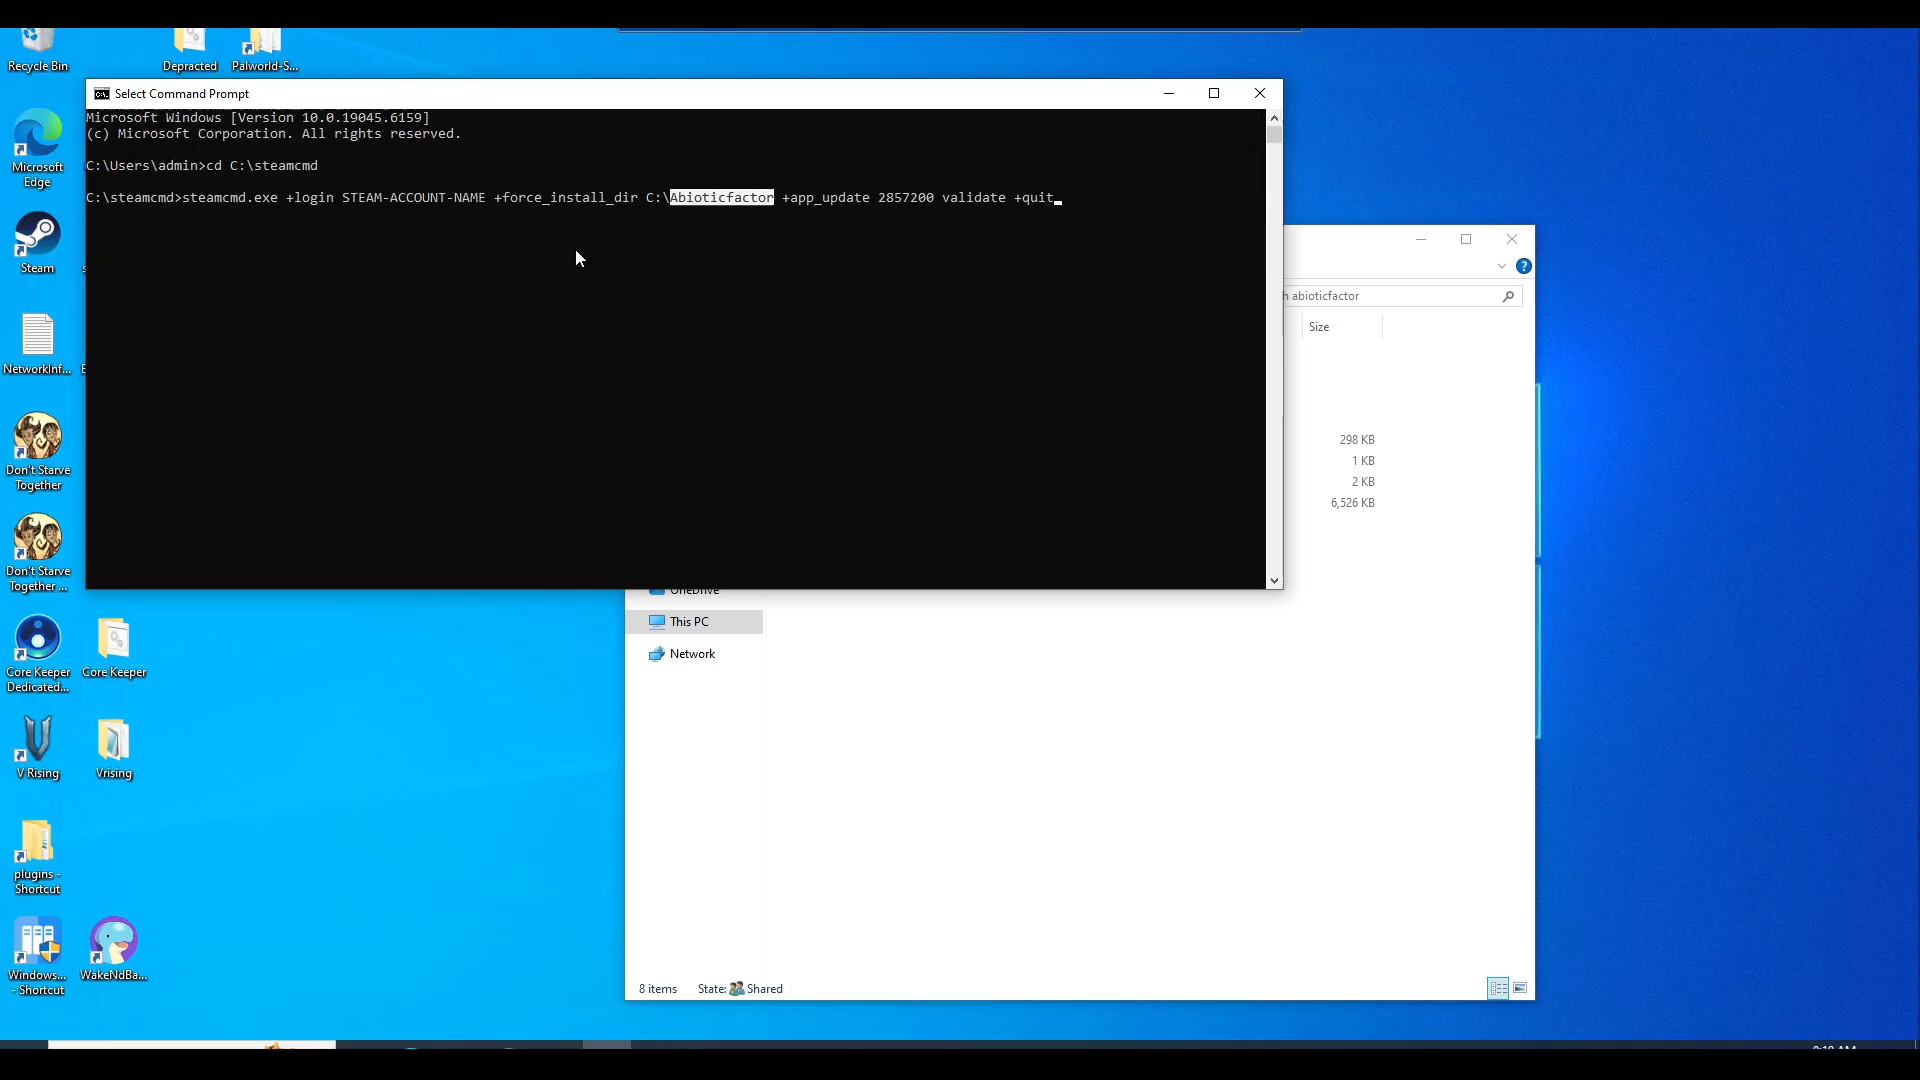 Recycle Bin
Depracted
Palworld-S...
Select Command Prompt
Microsoft Windows [Version 10.0.19045.6159]
(c) Microsoft Corporation. All rights reserved.
C:\Users\admin>cd C:\steamcmd
C:\steamcmd>steamcmd.exe +login STEAM-ACCOUNT-NAME +force_install_dir C:\Abioticfactor +app_update 2857200 validate +quit
Microsoft
Edge
Steam
NetworkInf...
Don't Starve
Together
Don't Starve
Together ...
Core Keeper
Dedicated...
Core Keeper
V Rising
Vrising
plugins -
Shortcut
Windows...
- Shortcut
WakeNdBa...
h abioticfactor
Size
298 KB
1 KB
2 KB
6,526 KB
OneDrive
This PC
Network
8 items
State:
Shared